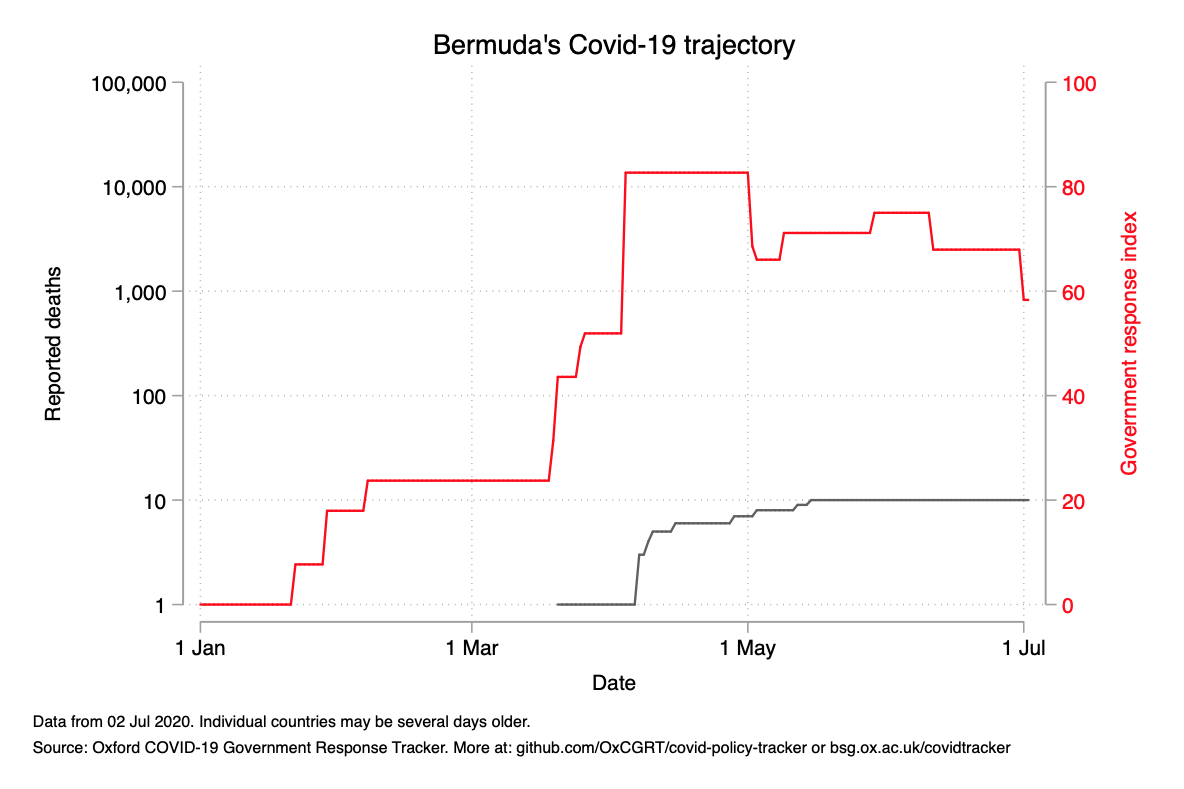 Bermuda's Covid-19 trajectory
100,000
10,000
1,000
100
10
1
Reported deaths
100
80
60
40
20
0
Government response index
1 Jan
1 Mar
1 May
1 Jul
Date
Data from 02 Jul 2020. Individual countries may be several days older.
Source: Oxford COVID-19 Government Response Tracker. More at: github.com/OxCGRT/covid-policy-tracker or bsg.ox.ac.uk/covidtracker